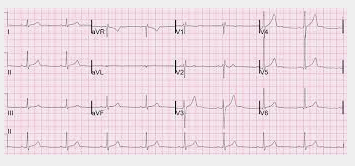 I aVR V1 V4
II aVL V2 V5
III aVF V3 V6
II